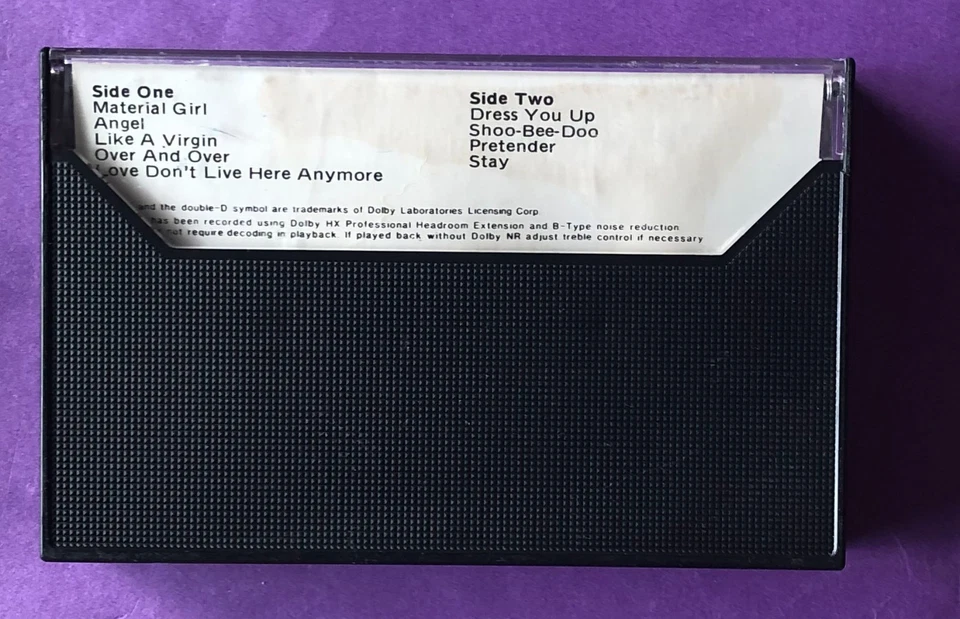 Side One
Material Girl
Angel
Like A Virgin
Over And Over
Love Don't Live Here Anymore
Side Two
Dress You Up
Shoo-Bee-Doo
Pretender
Stay
and the double-D symbol are trademarks of Dolby Laboratories Licensing Corp
has been recorded using Dolby HX Professional Headroom Extension and B-Type noise reduction
not require decoding in playback. If played back without Dolby NR adjust treble control if necessary